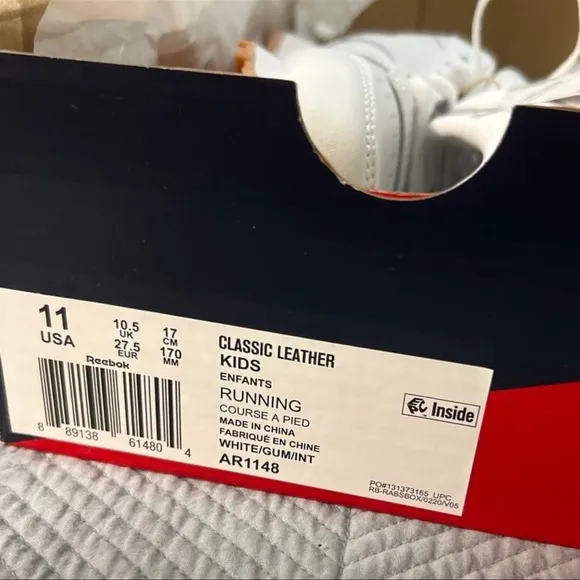 11
USA
10.5
UK
27.5
EUR
17
CM
170
MM
Reebok
8 89138 61480 4
CLASSIC LEATHER
KIDS
ENFANTS
RUNNING
COURSE A PIED
MADE IN CHINA
FABRIQUÉ EN CHINE
WHITE/GUM/INT
AR1148
Inside
PO#131373165 UPC
RB-RABSBOX/0220/V05